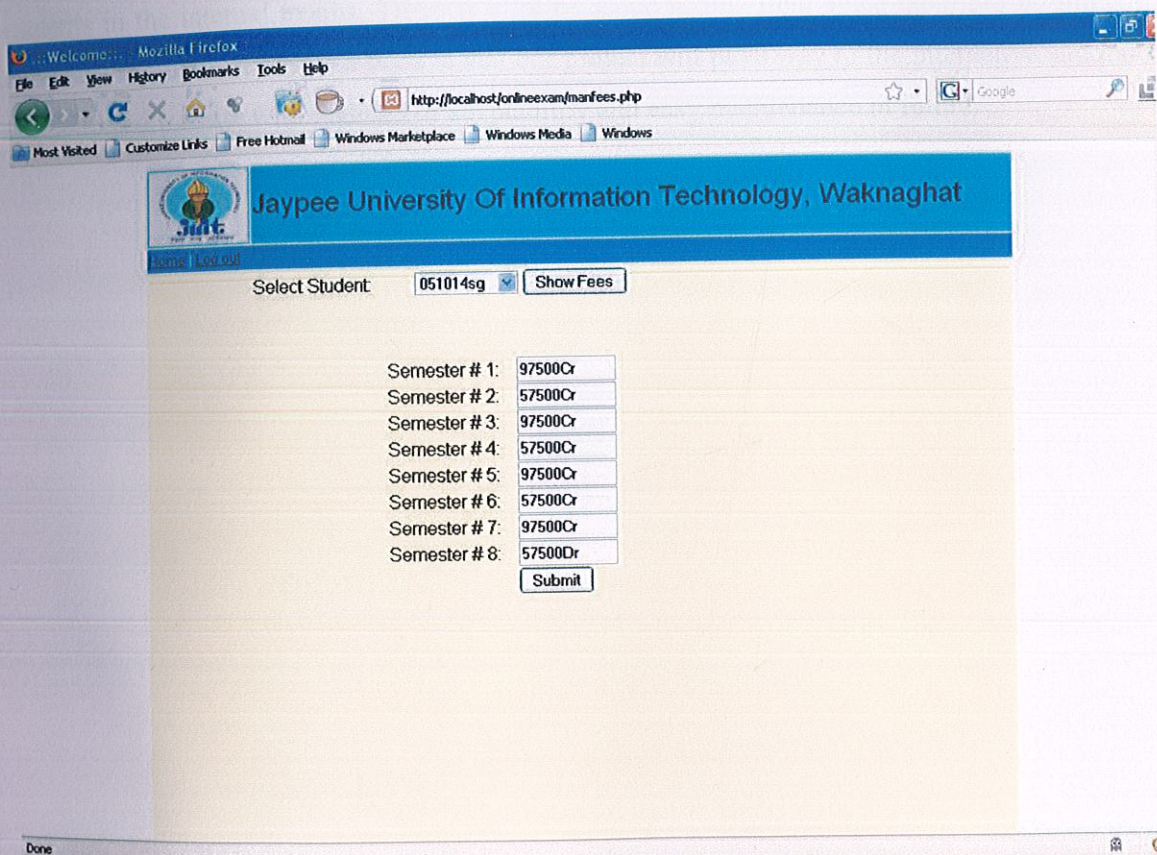 .::Welcome::. - Mozilla Firefox
File Edit View History Bookmarks Tools Help
http://localhost/onlineexam/manfees.php
G Google
Most Visited Customize Links Free Hotmail Windows Marketplace Windows Media Windows
Jaypee University Of Information Technology, Waknaghat
Home | Log out
Select Student: 051014sg Show Fees
Semester # 1: 97500Cr
Semester # 2: 57500Cr
Semester # 3: 97500Cr
Semester # 4: 57500Cr
Semester # 5: 97500Cr
Semester # 6: 57500Cr
Semester # 7: 97500Cr
Semester # 8: 57500Dr
Submit
Done